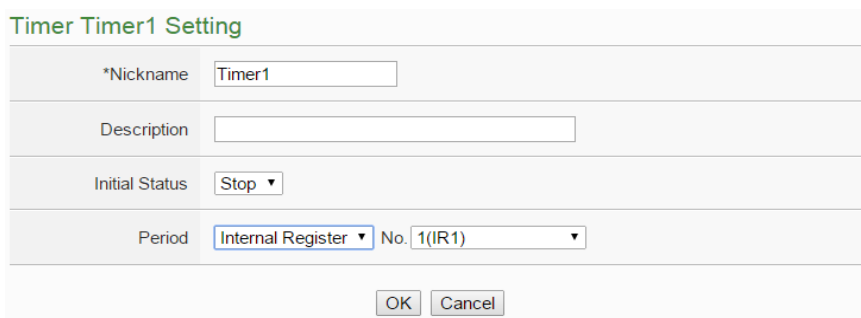 Timer Timer1 Setting
*Nickname Timer1
Description
Initial Status Stop
Period Internal Register No. 1(IR1)
OK Cancel